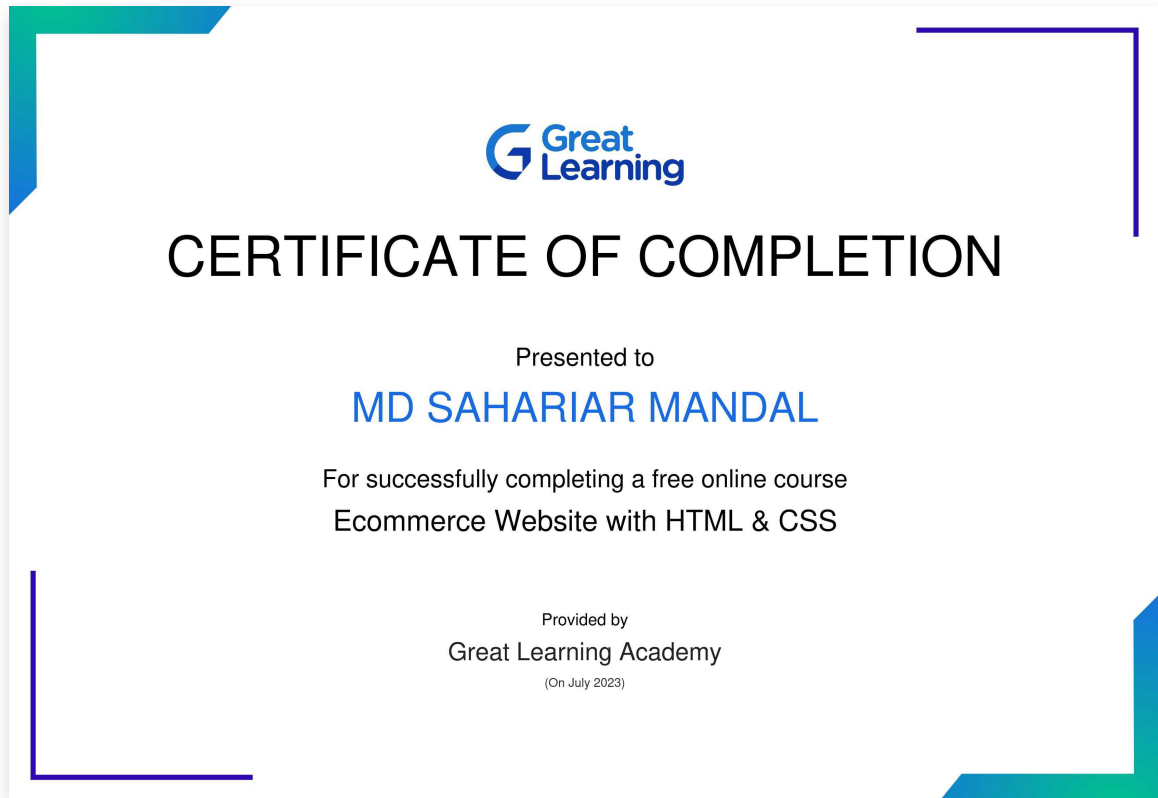 Great
Learning
CERTIFICATE OF COMPLETION
Presented to
MD SAHARIAR MANDAL
For successfully completing a free online course
Ecommerce Website with HTML & CSS
Provided by
Great Learning Academy
(On July 2023)